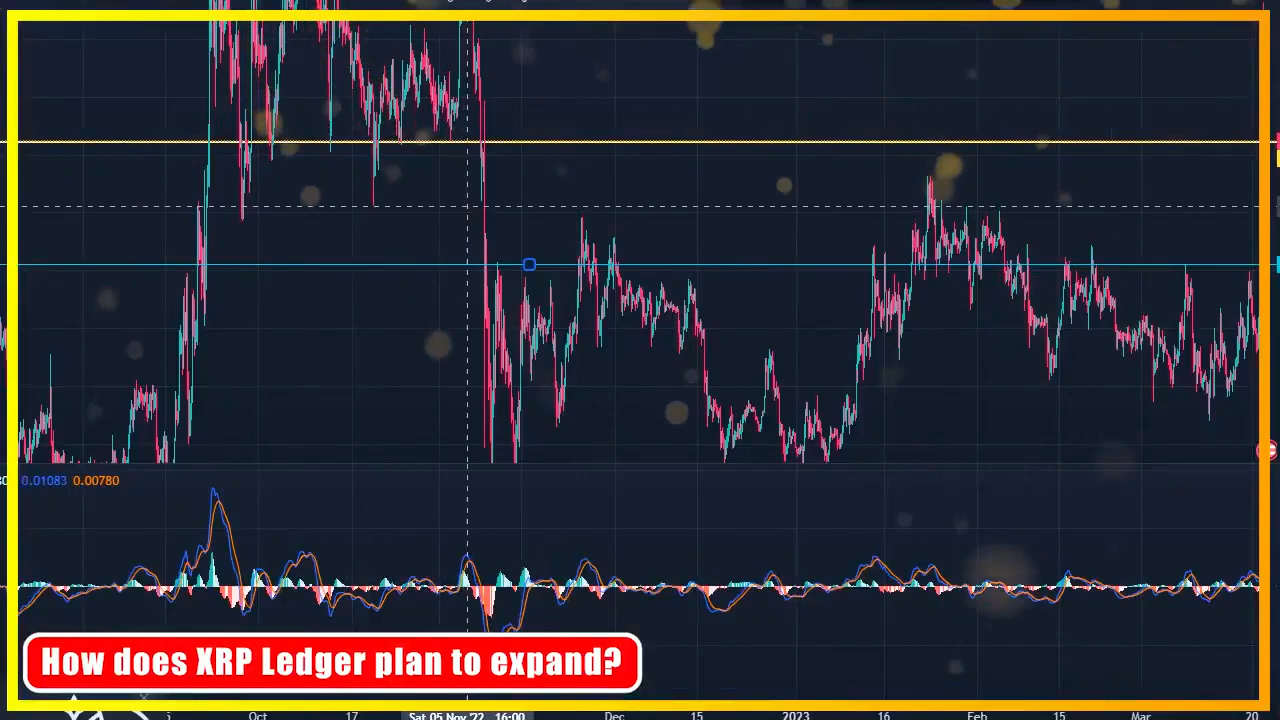 0.01083 0.00780
How does XRP Ledger plan to expand?
Oct 17 Sat 05 Nov '22 16:00 Dec 15 2023 16 Feb 15 Mar 20